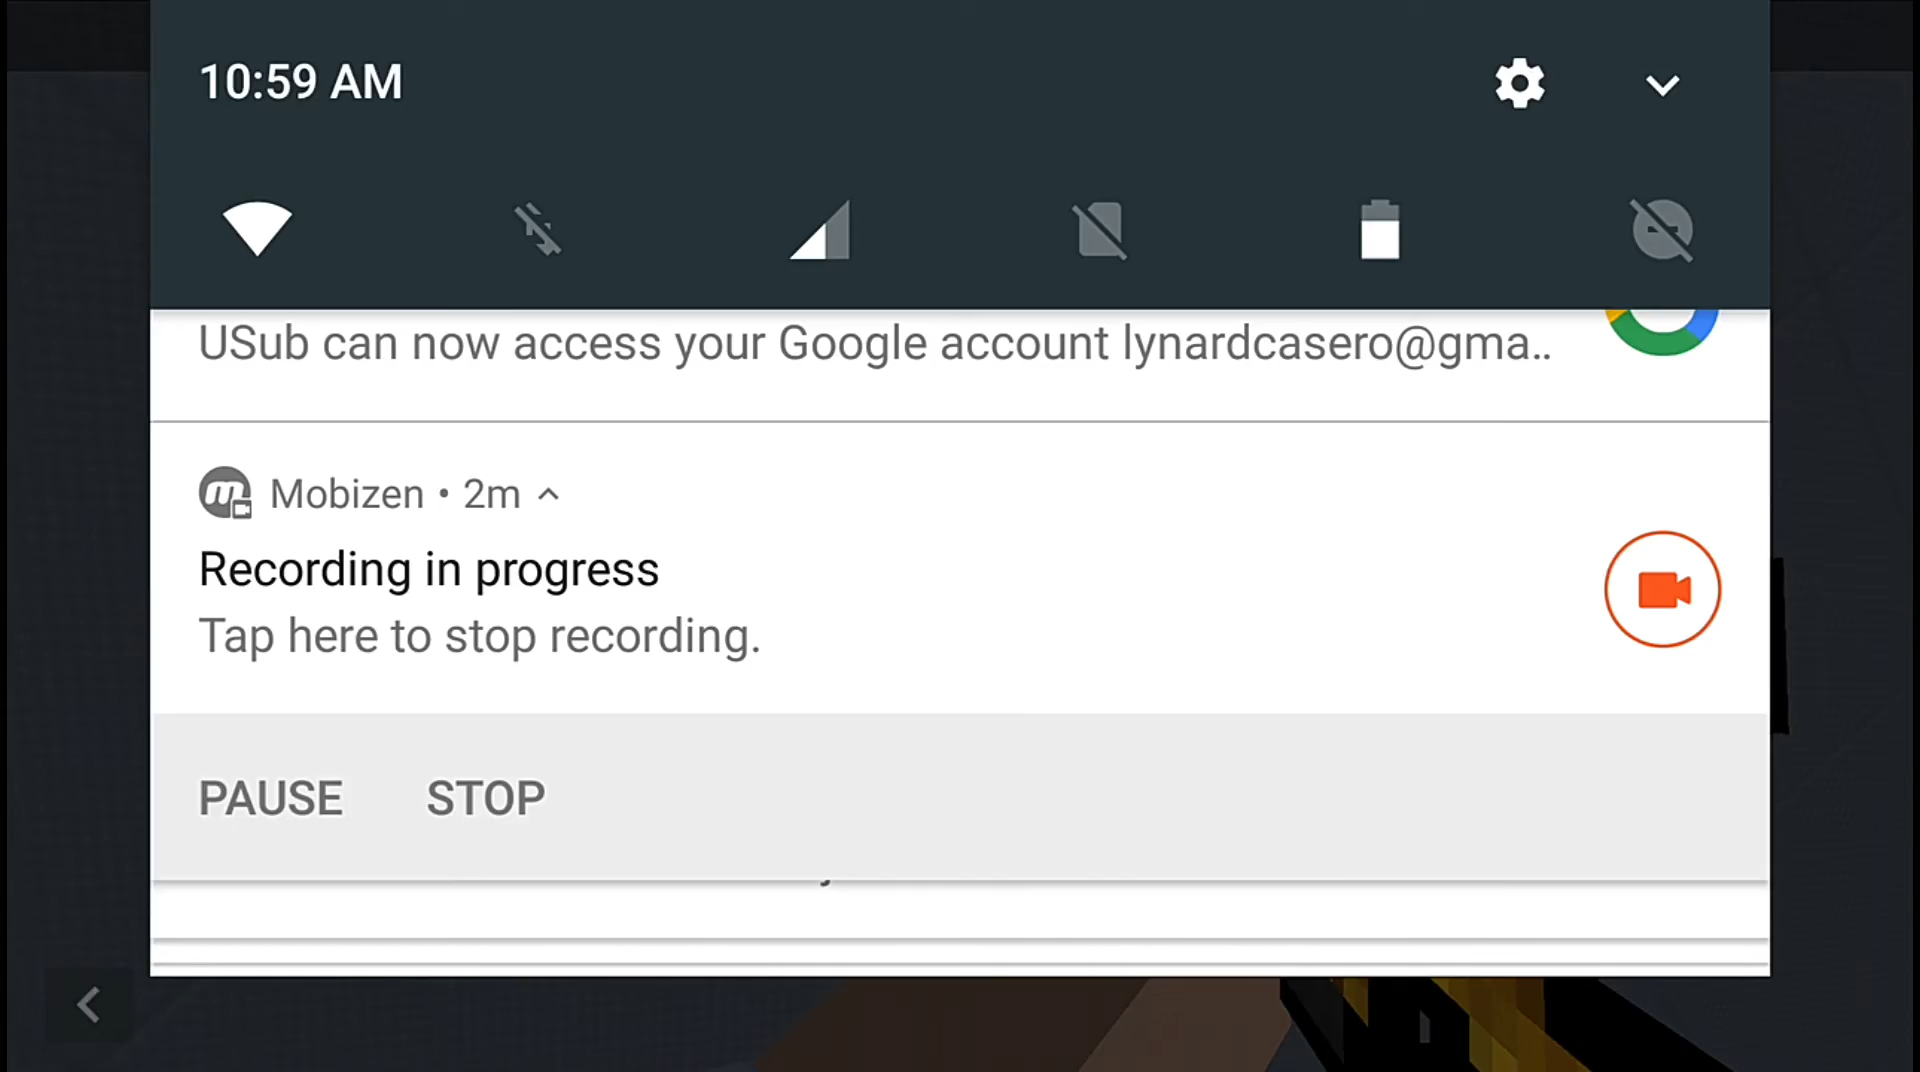 10:59 AM
USub can now access your Google account lynardcasero@gma..
Mobizen • 2m
Recording in progress
Tap here to stop recording.
PAUSE STOP